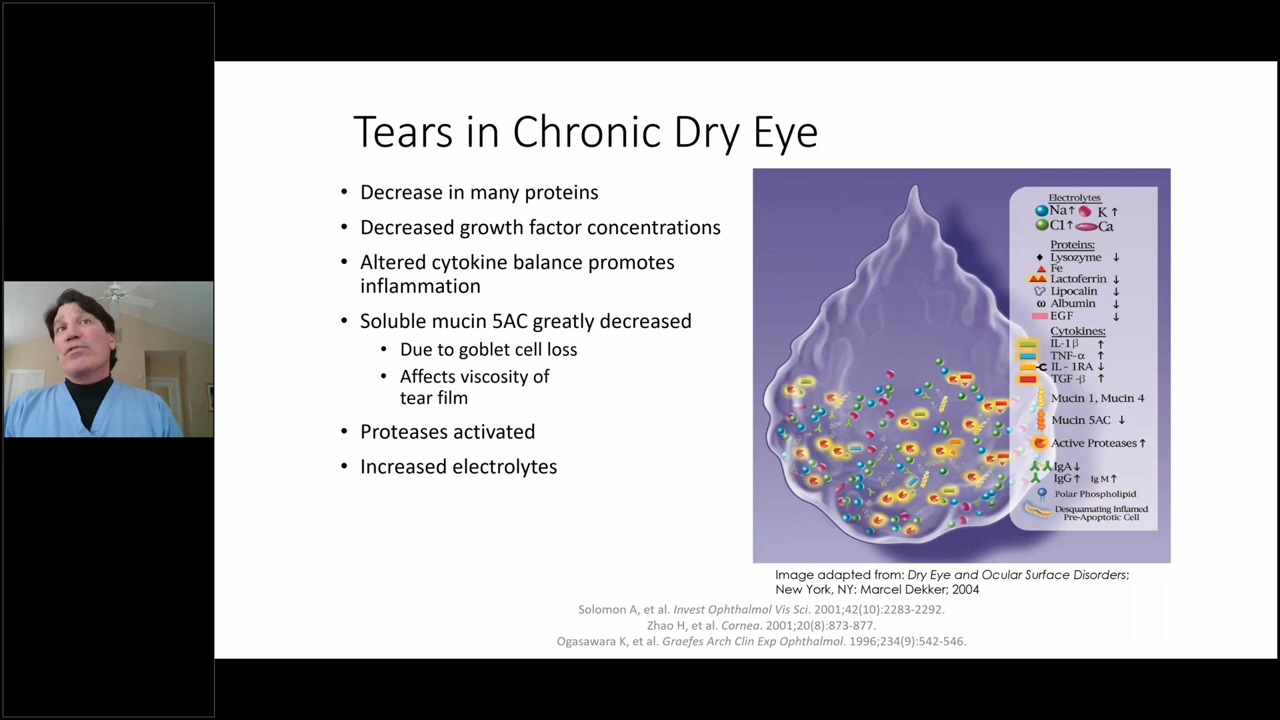 Tears in Chronic Dry Eye
• Decrease in many proteins
• Decreased growth factor concentrations
• Altered cytokine balance promotes
inflammation
• Soluble mucin 5AC greatly decreased
• Due to goblet cell loss
• Affects viscosity of
tear film
• Proteases activated
• Increased electrolytes
Electrolytes
Na↑ K↑
Cl↑ Ca
Proteins:
Lysozyme ↓
Fe
Lactoferrin ↓
Lipocalin ↓
ω Albumin ↓
EGF ↓
Cytokines:
IL-1β ↑
TNF-α ↑
IL - 1RA ↓
TGF -β ↑
Mucin 1, Mucin 4
Mucin 5AC ↓
Active Proteases ↑
IgA↓
IgG↑ IgM↑
Polar Phospholipid
Desquamating Inflamed
Pre-Apoptotic Cell
Image adapted from: Dry Eye and Ocular Surface Disorders;
New York, NY: Marcel Dekker; 2004
Solomon A, et al. Invest Ophthalmol Vis Sci. 2001;42(10):2283-2292.
Zhao H, et al. Cornea. 2001;20(8):873-877.
Ogasawara K, et al. Graefes Arch Clin Exp Ophthalmol. 1996;234(9):542-546.